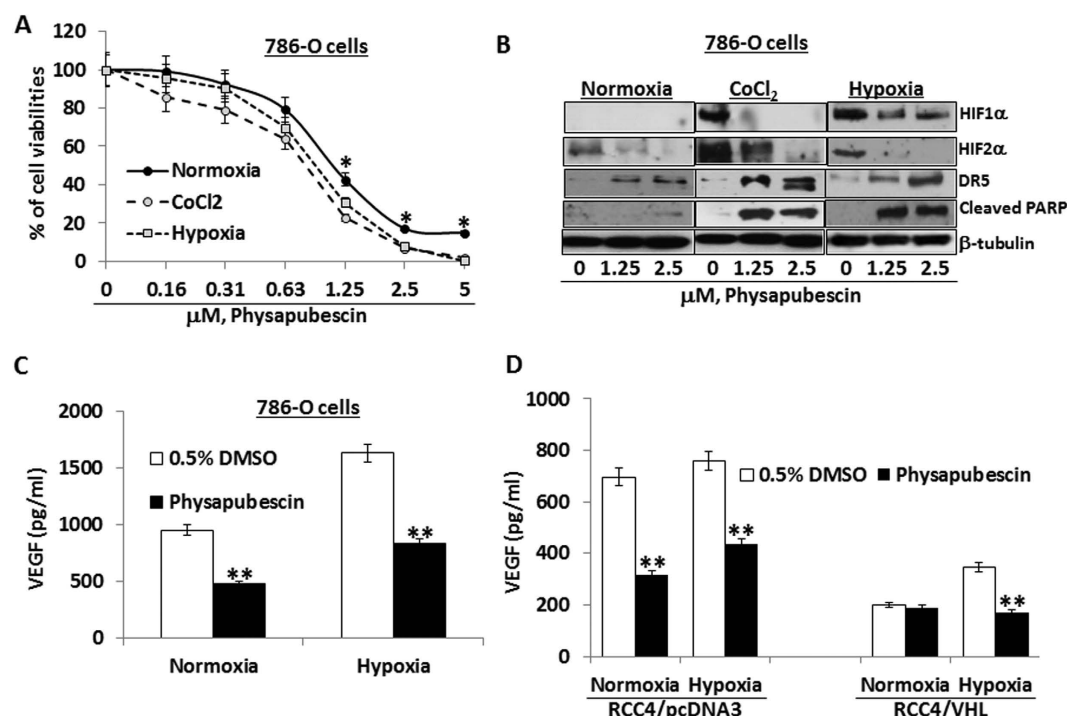 A
786-O cells
120
100
80
60
40
20
0
% of cell viabilities
Normoxia
CoCl2
Hypoxia
*
*
*
0 0.16 0.31 0.63 1.25 2.5 5
μM, Physapubescin
B
786-O cells
Normoxia CoCl2 Hypoxia
HIF1α
HIF2α
DR5
Cleaved PARP
β-tubulin
0 1.25 2.5 0 1.25 2.5 0 1.25 2.5
μM, Physapubescin
C
786-O cells
2000
1500
1000
500
0
VEGF (pg/ml)
0.5% DMSO
Physapubescin
**
**
Normoxia Hypoxia
D
1000
800
600
400
200
0
VEGF (pg/ml)
0.5% DMSO Physapubescin
**
**
**
Normoxia Hypoxia Normoxia Hypoxia
RCC4/pcDNA3 RCC4/VHL